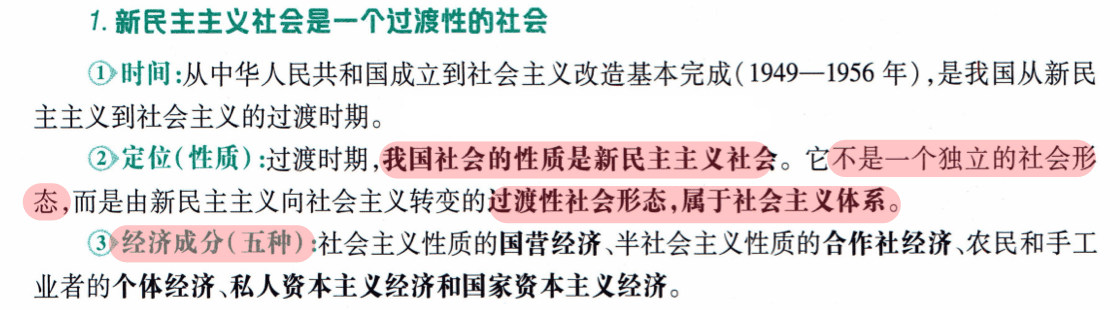 1. 新民主主义社会是一个过渡性的社会
①时间:从中华人民共和国成立到社会主义改造基本完成(1949—1956 年),是我国从新民
主主义到社会主义的过渡时期。
②定位(性质):过渡时期,我国社会的性质是新民主主义社会。它不是一个独立的社会形
态,而是由新民主主义向社会主义转变的过渡性社会形态,属于社会主义体系。
③经济成分(五种):社会主义性质的国营经济、半社会主义性质的合作社经济、农民和手工
业者的个体经济、私人资本主义经济和国家资本主义经济。